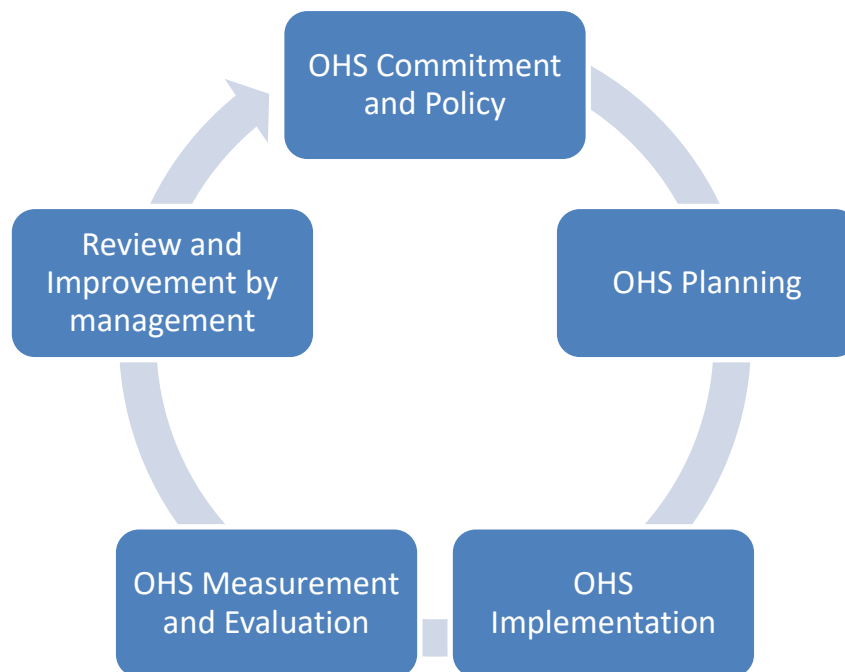 OHS Commitment
and Policy
OHS Planning
OHS
Implementation
OHS Measurement
and Evaluation
Review and
Improvement by
management